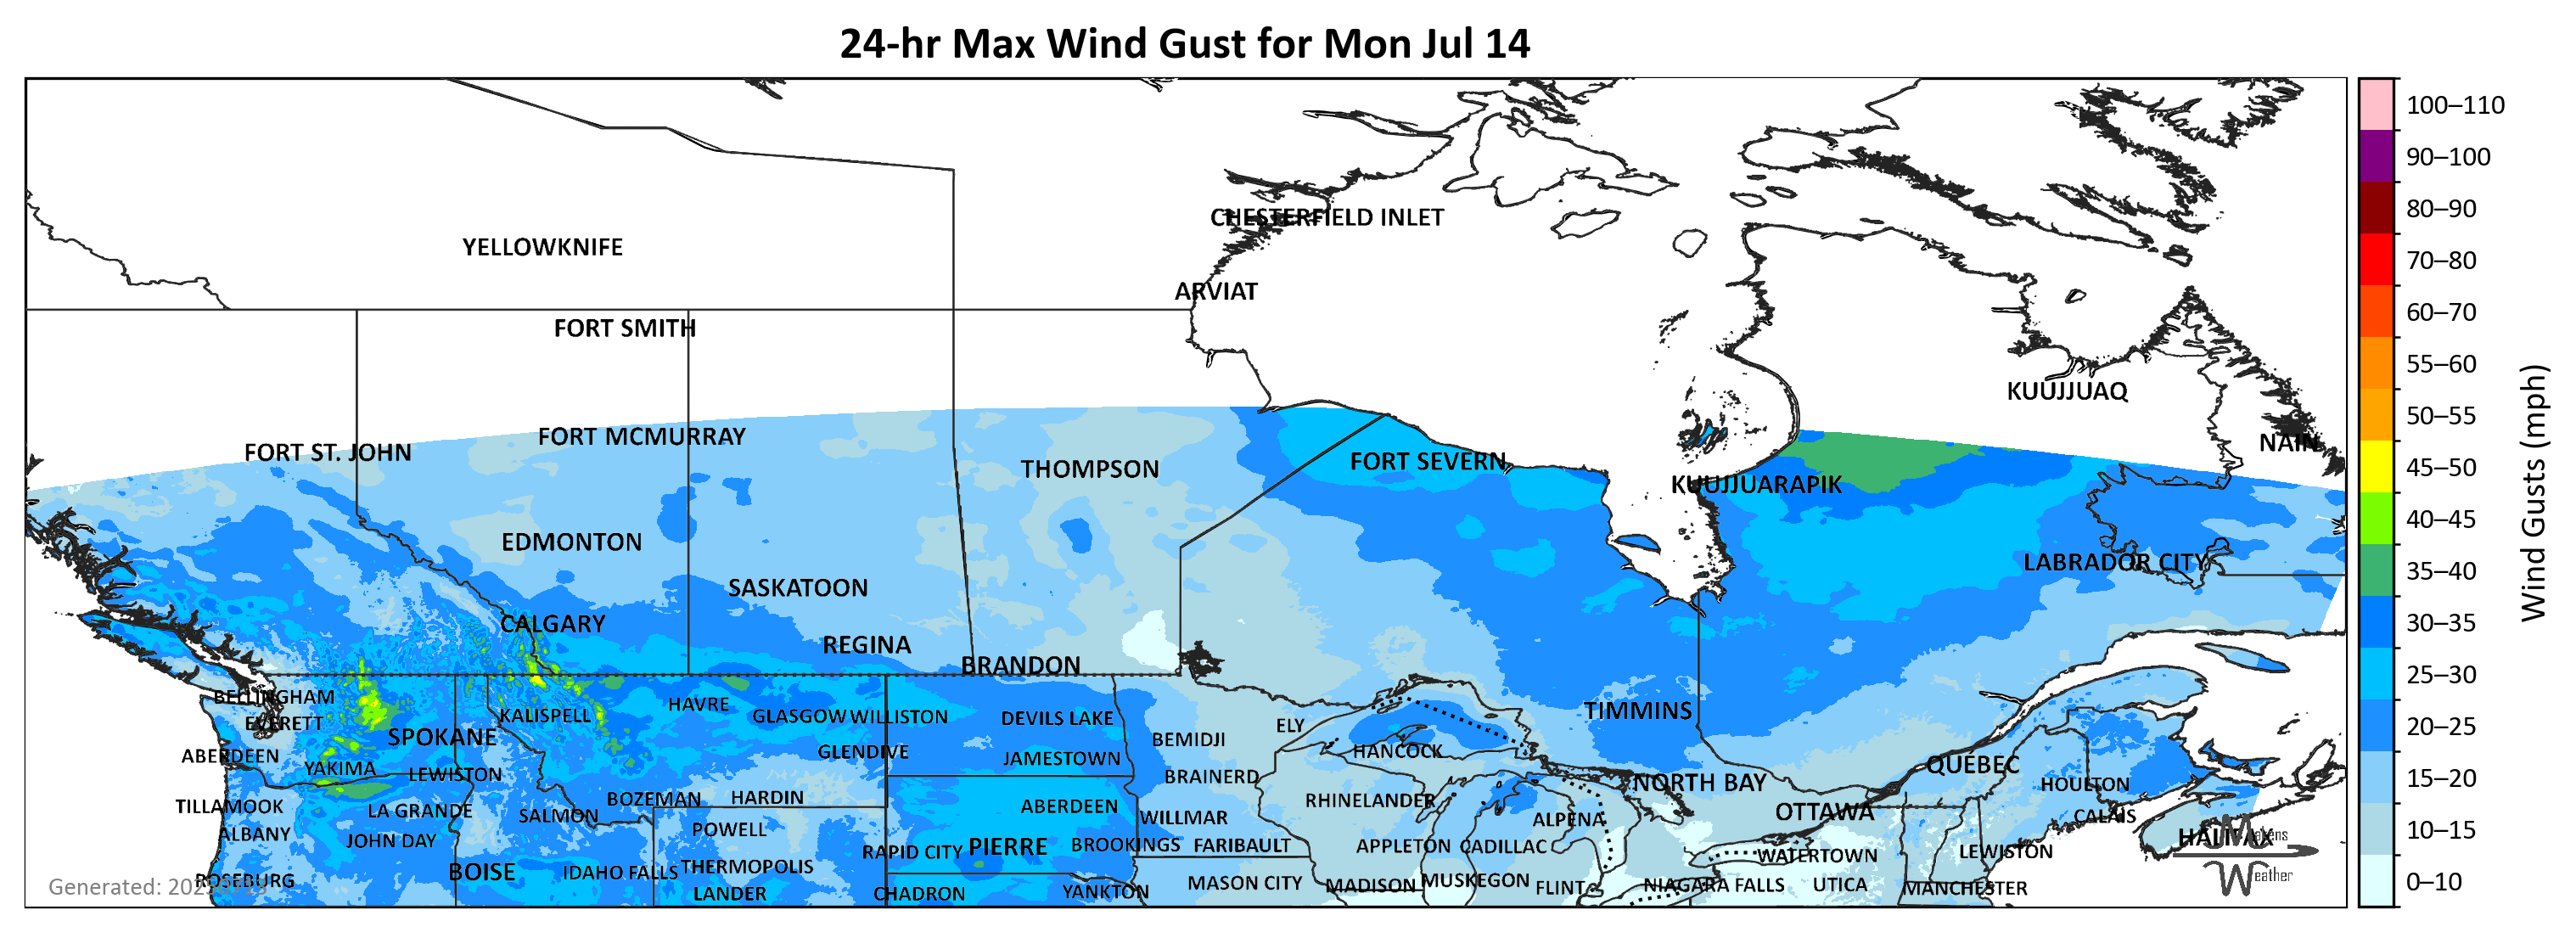 24-hr Max Wind Gust for Mon Jul 14
100–110
90–100
80–90
70–80
60–70
55–60
50–55
45–50
40–45
35–40
30–35
25–30
20–25
15–20
10–15
0–10
Wind Gusts (mph)
CHESTERFIELD INLET
YELLOWKNIFE
ARVIAT
FORT SMITH
KUUJJUAQ
FORT MCMURRAY
NAIN
FORT ST. JOHN
FORT SEVERN
THOMPSON
KUUJJUARAPIK
EDMONTON
LABRADOR CITY
SASKATOON
CALGARY
REGINA
BRANDON
BELLINGHAM
HAVRE
TIMMINS
KALISPELL
GLASGOW
WILLISTON
DEVILS LAKE
EVERETT
ELY
SPOKANE
BEMIDJI
HANCOCK
GLENDIVE
ABERDEEN
JAMESTOWN
QUÉBEC
YAKIMA
LEWISTON
BRAINERD
NORTH BAY
HOULTON
BOZEMAN
HARDIN
RHINELANDER
TILLAMOOK
LA GRANDE
ABERDEEN
OTTAWA
SALMON
WILLMAR
ALPENA
CALAIS
ALBANY
POWELL
JOHN DAY
HALIFAX
PIERRE
BROOKINGS
FARIBAULT
APPLETON
CADILLAC
RAPID CITY
LEWISTON
WATERTOWN
THERMOPOLIS
BOISE
IDAHO FALLS
ROSEBURG
MASON CITY
MADISON
MUSKEGON
FLINT
NIAGARA FALLS
UTICA
MANCHESTER
LANDER
CHADRON
YANKTON
Generated:
Weather